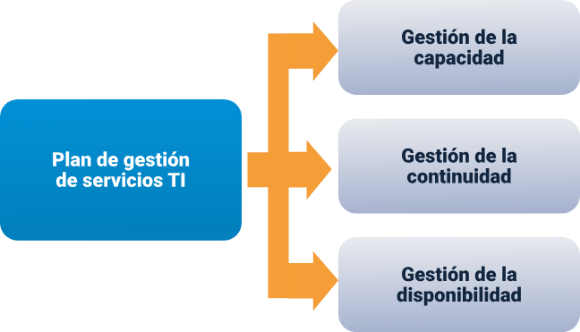 Plan de gestión
de servicios TI
Gestión de la
capacidad
Gestión de la
continuidad
Gestión de la
disponibilidad